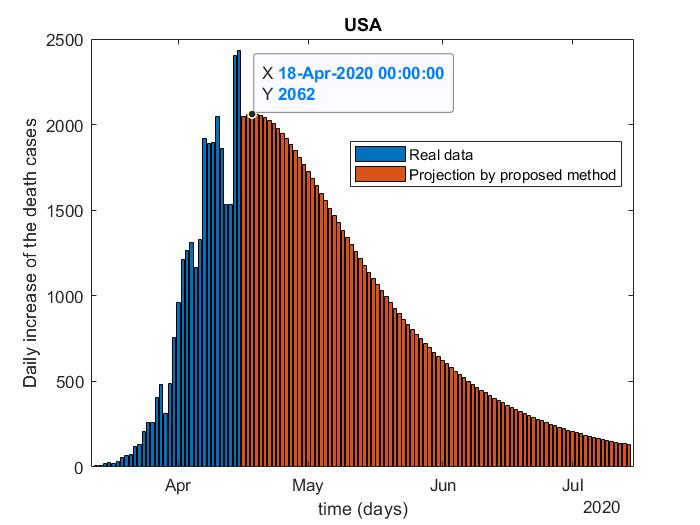 USA
2500
2000
1500
1000
500
0
Daily increase of the death cases
X 18-Apr-2020 00:00:00
Y 2062
Real data
Projection by proposed method
Apr May Jun Jul
time (days)
2020